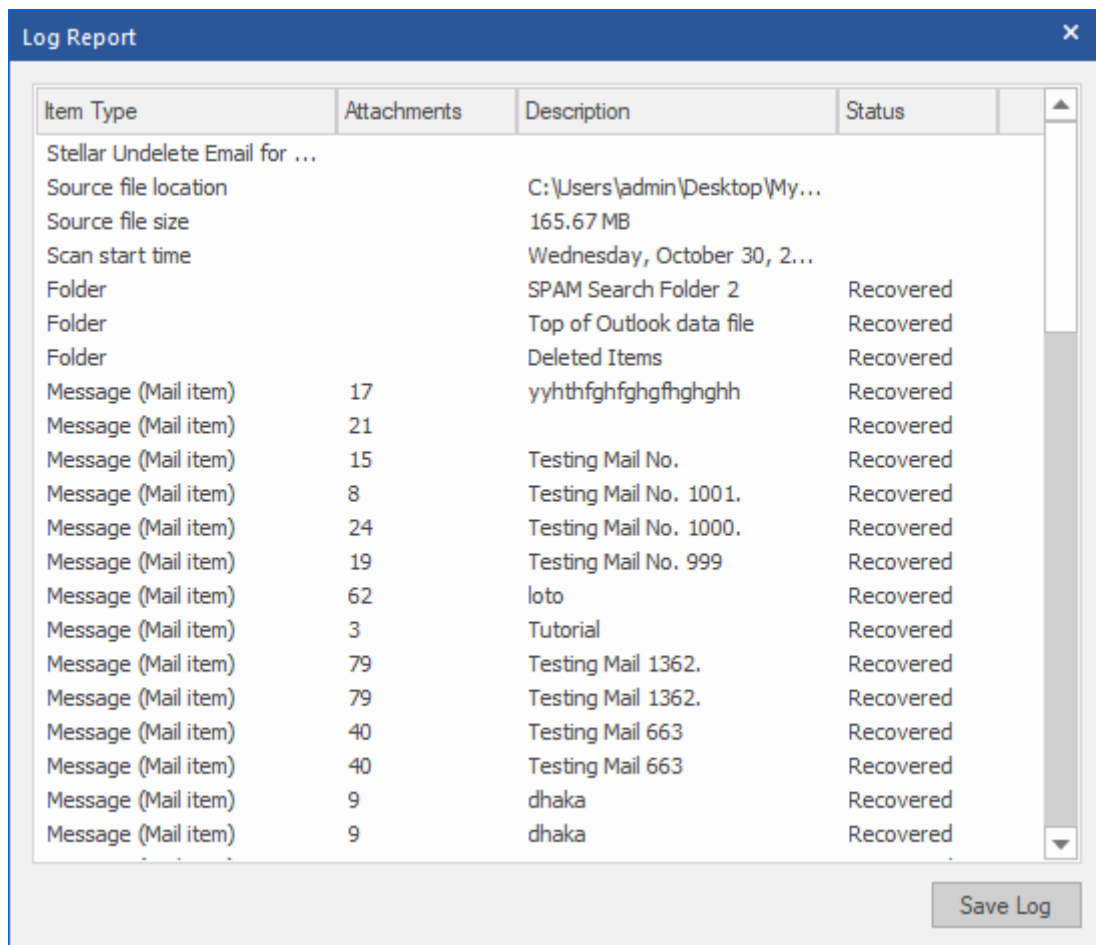 Log Report
Item Type Attachments Description Status
Stellar Undelete Email for ...
Source file location C:\Users\admin\Desktop\My...
Source file size 165.67 MB
Scan start time Wednesday, October 30, 2...
Folder SPAM Search Folder 2 Recovered
Folder Top of Outlook data file Recovered
Folder Deleted Items Recovered
Message (Mail item) 17 yyhthfghfghgfhghghh Recovered
Message (Mail item) 21 Recovered
Message (Mail item) 15 Testing Mail No. Recovered
Message (Mail item) 8 Testing Mail No. 1001. Recovered
Message (Mail item) 24 Testing Mail No. 1000. Recovered
Message (Mail item) 19 Testing Mail No. 999 Recovered
Message (Mail item) 62 loto Recovered
Message (Mail item) 3 Tutorial Recovered
Message (Mail item) 79 Testing Mail 1362. Recovered
Message (Mail item) 79 Testing Mail 1362. Recovered
Message (Mail item) 40 Testing Mail 663 Recovered
Message (Mail item) 40 Testing Mail 663 Recovered
Message (Mail item) 9 dhaka Recovered
Message (Mail item) 9 dhaka Recovered
Save Log